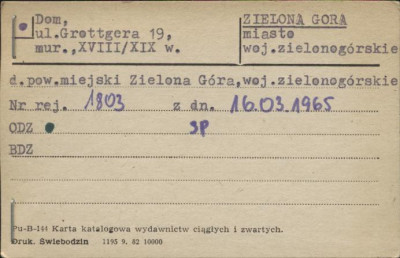 Dom, ZIELONA GORA
ul.Grottgera 19, miasto
mur.,XVIII/XIX w. woj.zielonogórskie
d.pow.miejski Zielona Góra,woj.zielonogórskie
Nr rej. 1803 z dn. 16.03.1965
ODZ SP
BDZ
Pu-B-144 Karta katalogowa wydawnictw ciągłych i zwartych.
Druk. Świebodzin 1195 9. 82 10000